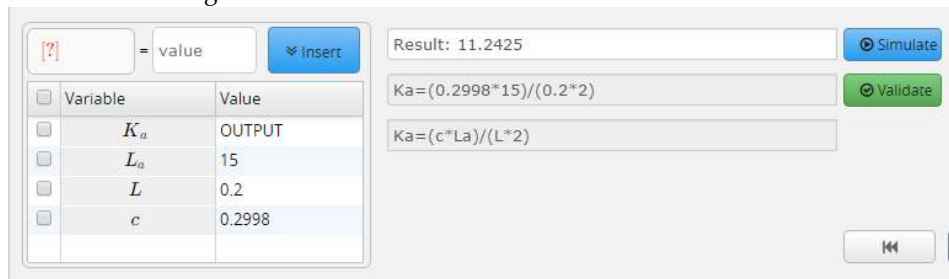 [?] = value Insert
Variable Value
Kₐ OUTPUT
Lₐ 15
L 0.2
c 0.2998
Result: 11.2425 Simulate
Ka=(0.2998*15)/(0.2*2) Validate
Ka=(c*La)/(L*2)